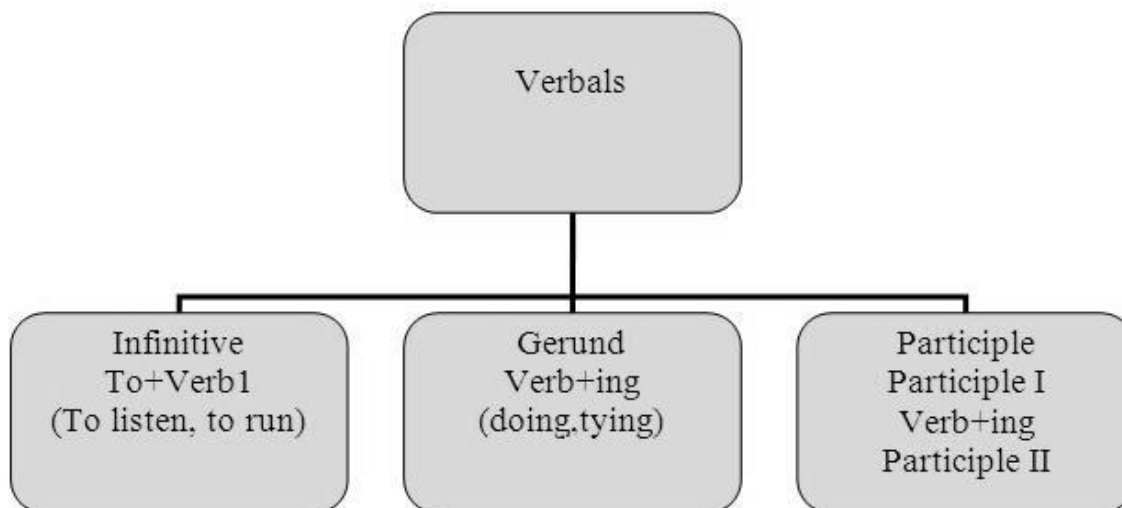 Verbals
Infinitive
To+Verb1
(To listen, to run)
Gerund
Verb+ing
(doing,tying)
Participle
Participle I
Verb+ing
Participle II